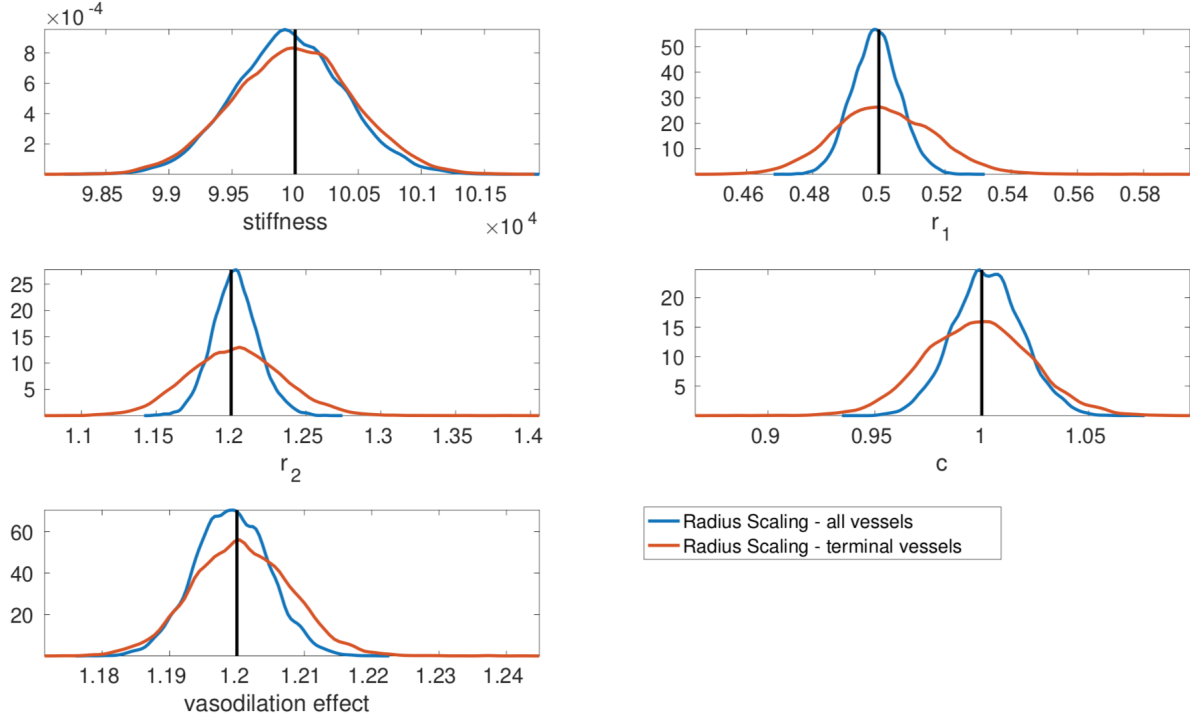 ×10⁻⁴
8
6
4
2
9.85 9.9 9.95 10 10.05 10.1 10.15
stiffness
×10⁴
50
40
30
20
10
0.46 0.48 0.5 0.52 0.54 0.56 0.58
r₁
25
20
15
10
5
1.1 1.15 1.2 1.25 1.3 1.35 1.4
r₂
20
15
10
5
0.9 0.95 1 1.05
c
60
40
20
1.18 1.19 1.2 1.21 1.22 1.23 1.24
vasodilation effect
Radius Scaling - all vessels
Radius Scaling - terminal vessels